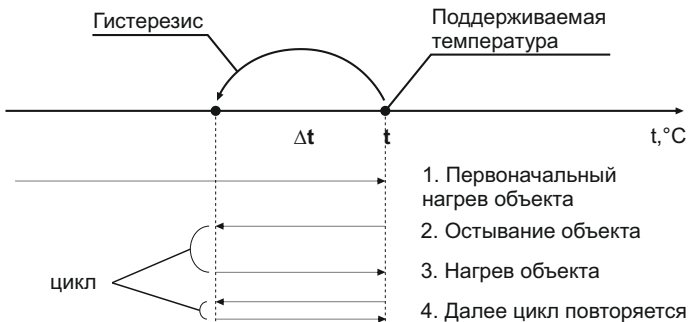 Гистерезис
Поддерживаемая
температура
Δt
t
t,°C
1. Первоначальный
нагрев объекта
2. Остывание объекта
3. Нагрев объекта
цикл
4. Далее цикл повторяется